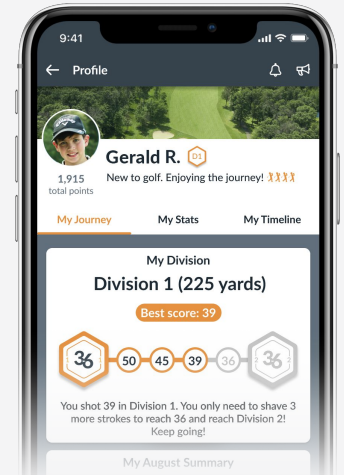 9:41
Profile
Gerald R. D1
1,915
total points
New to golf. Enjoying the journey!
My Journey My Stats My Timeline
My Division
Division 1 (225 yards)
Best score: 39
36 50 45 39 36 36
You shot 39 in Division 1. You only need to shave 3
more strokes to reach 36 and reach Division 2!
Keep going!
My August Summary